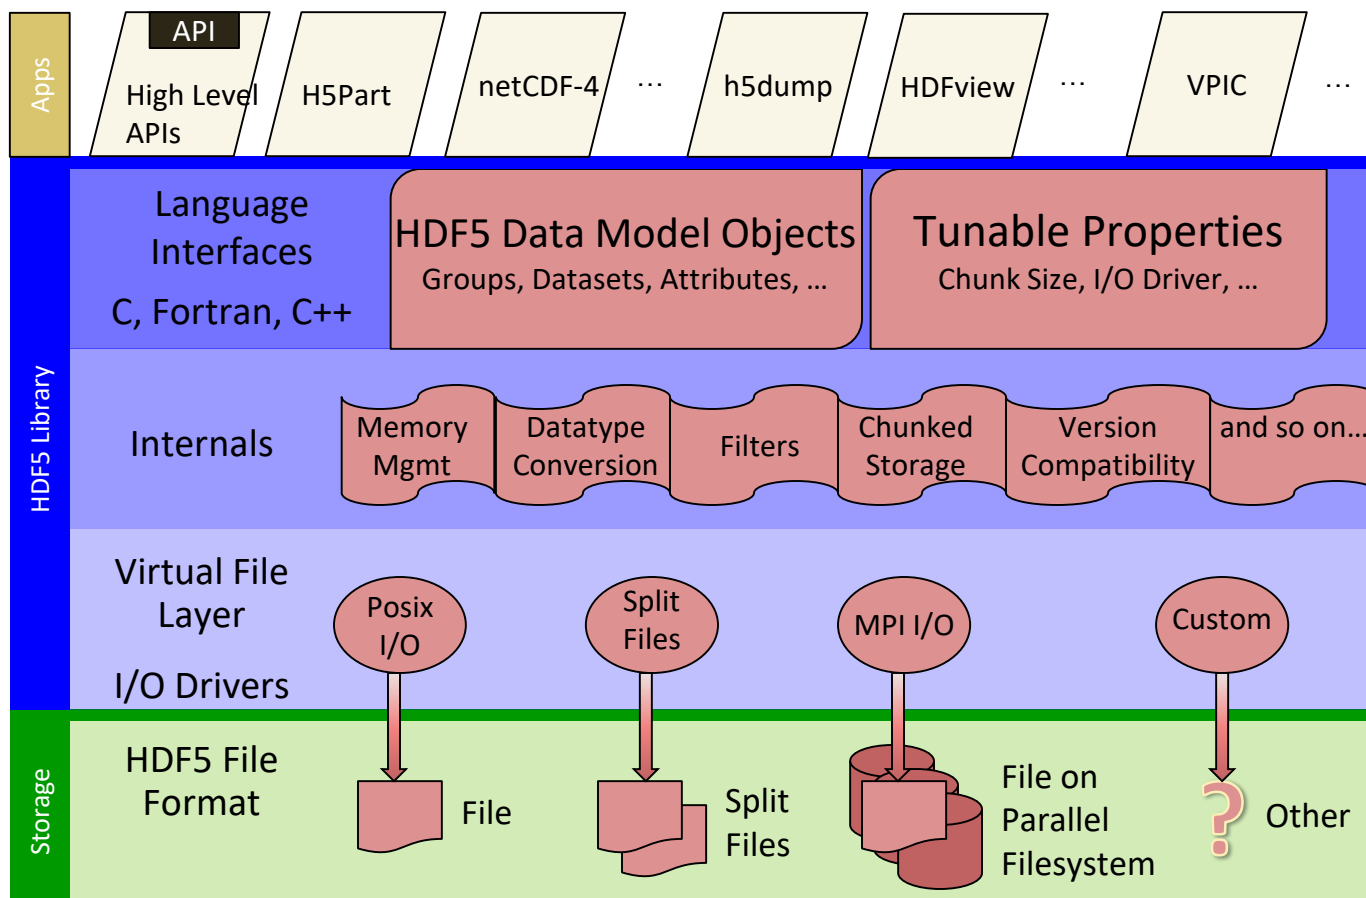 Apps
API
High Level
APIs
H5Part
netCDF-4
...
h5dump
HDFview
...
VPIC
...
HDF5 Library
Language
Interfaces
C, Fortran, C++
HDF5 Data Model Objects
Groups, Datasets, Attributes, ...
Tunable Properties
Chunk Size, I/O Driver, ...
Internals
Memory
Mgmt
Datatype
Conversion
Filters
Chunked
Storage
Version
Compatibility
and so on...
Virtual File
Layer
I/O Drivers
Posix
I/O
Split
Files
MPI I/O
Custom
Storage
HDF5 File
Format
File
Split
Files
File on
Parallel
Filesystem
?
Other